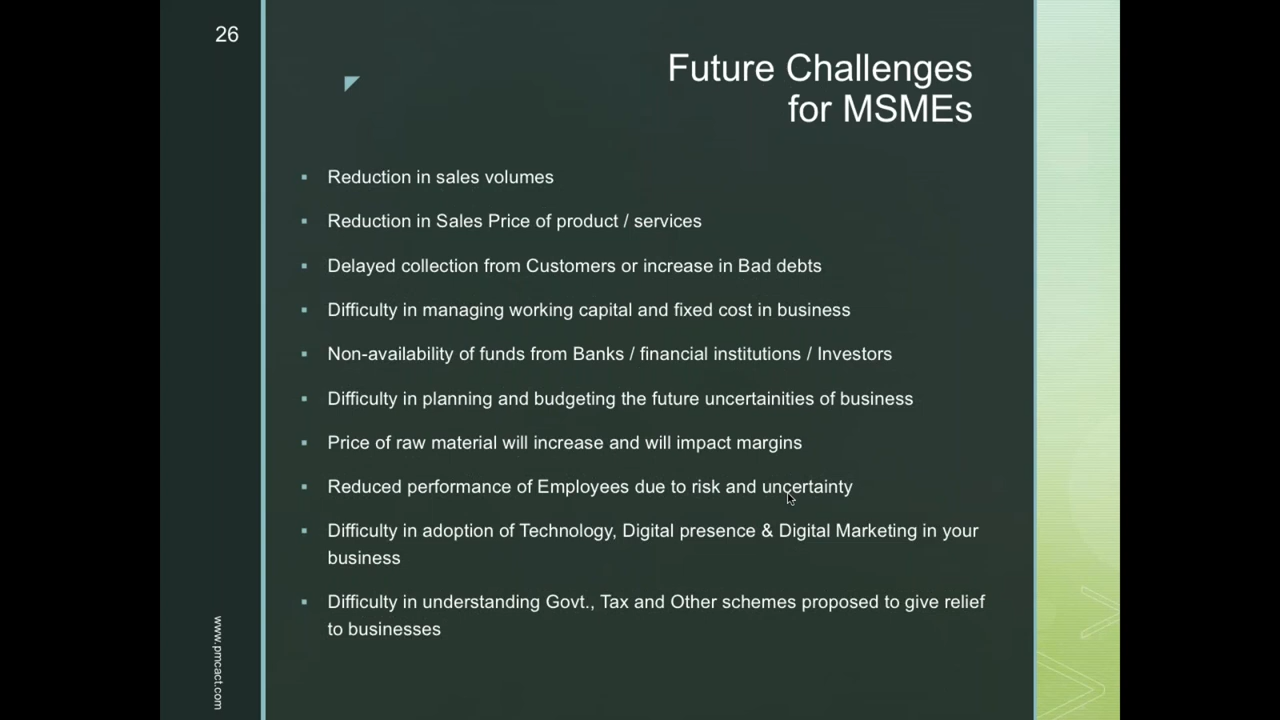 26
Future Challenges
for MSMEs
▪ Reduction in sales volumes
▪ Reduction in Sales Price of product / services
▪ Delayed collection from Customers or increase in Bad debts
▪ Difficulty in managing working capital and fixed cost in business
▪ Non-availability of funds from Banks / financial institutions / Investors
▪ Difficulty in planning and budgeting the future uncertainities of business
▪ Price of raw material will increase and will impact margins
▪ Reduced performance of Employees due to risk and uncertainty
▪ Difficulty in adoption of Technology, Digital presence & Digital Marketing in your
business
▪ Difficulty in understanding Govt., Tax and Other schemes proposed to give relief
to businesses
www.pmcact.com